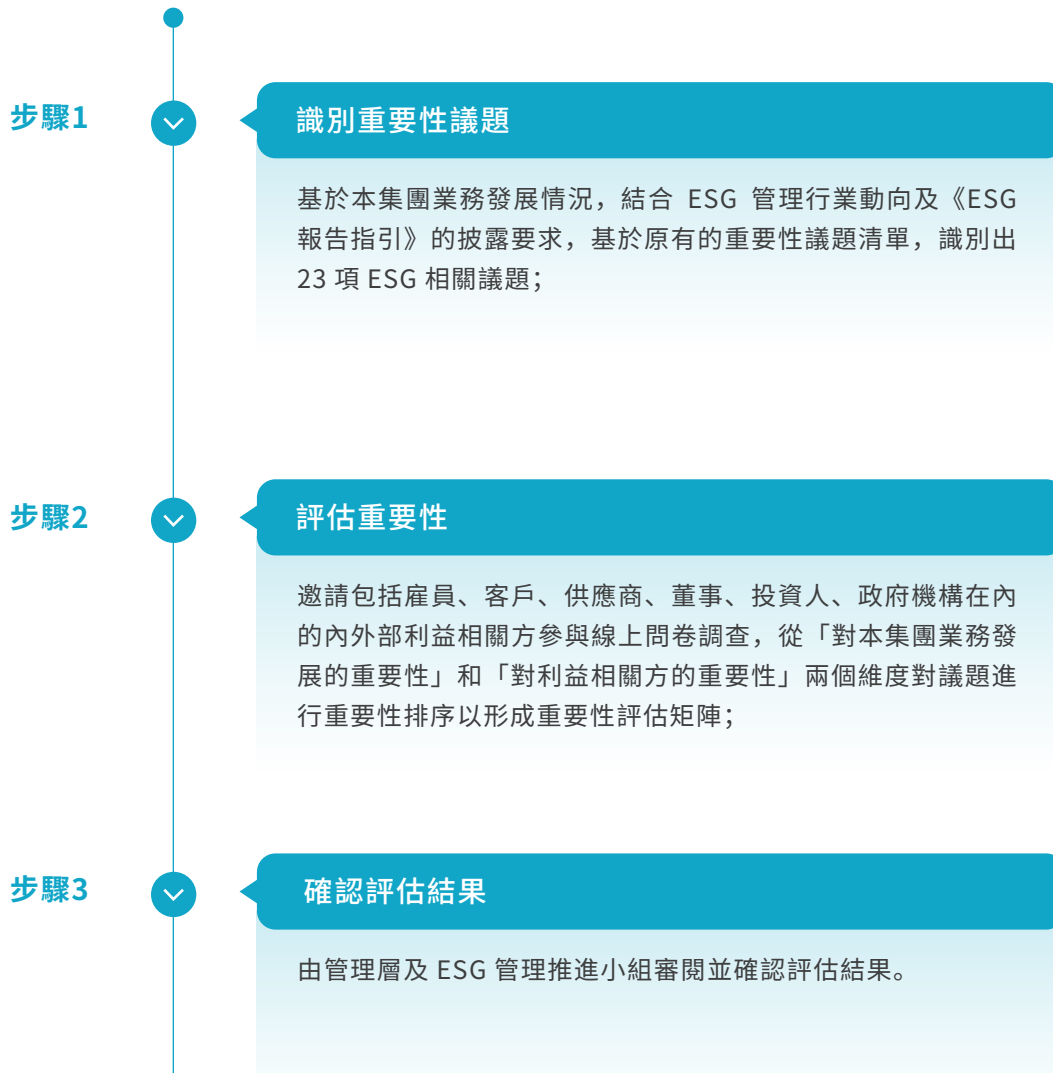 步驟1
識別重要性議題
基於本集團業務發展情況，結合 ESG 管理行業動向及《ESG
報告指引》的披露要求，基於原有的重要性議題清單，識別出
23 項 ESG 相關議題；
步驟2
評估重要性
邀請包括雇員、客戶、供應商、董事、投資人、政府機構在內
的內外部利益相關方參與線上問卷調查，從「對本集團業務發
展的重要性」和「對利益相關方的重要性」兩個維度對議題進
行重要性排序以形成重要性評估矩陣；
步驟3
確認評估結果
由管理層及 ESG 管理推進小組審閱並確認評估結果。